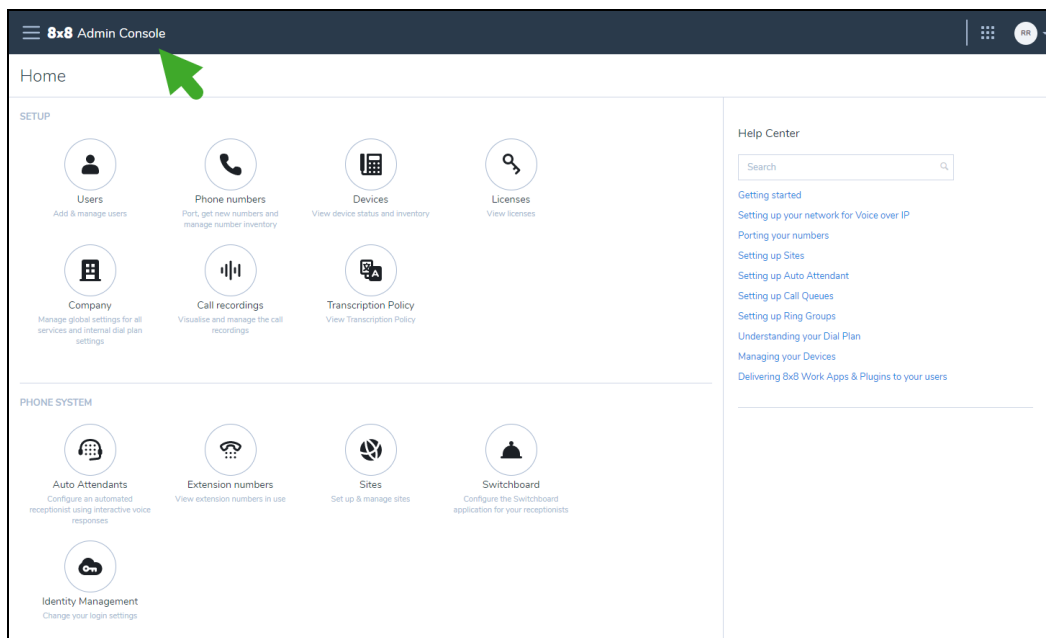 8x8 Admin Console
RR
Home
SETUP
Users
Add & manage users
Phone numbers
Port, get new numbers and
manage number inventory
Devices
View device status and inventory
Licenses
View licenses
Company
Manage global settings for all
services and internal dial plan
settings
Call recordings
Visualise and manage the call
recordings
Transcription Policy
View Transcription Policy
PHONE SYSTEM
Auto Attendants
Configure an automated
receptionist using interactive voice
responses
Extension numbers
View extension numbers in use
Sites
Set up & manage sites
Switchboard
Configure the Switchboard
application for your receptionists
Identity Management
Change your login settings
Help Center
Search
Getting started
Setting up your network for Voice over IP
Porting your numbers
Setting up Sites
Setting up Auto Attendant
Setting up Call Queues
Setting up Ring Groups
Understanding your Dial Plan
Managing your Devices
Delivering 8x8 Work Apps & Plugins to your users